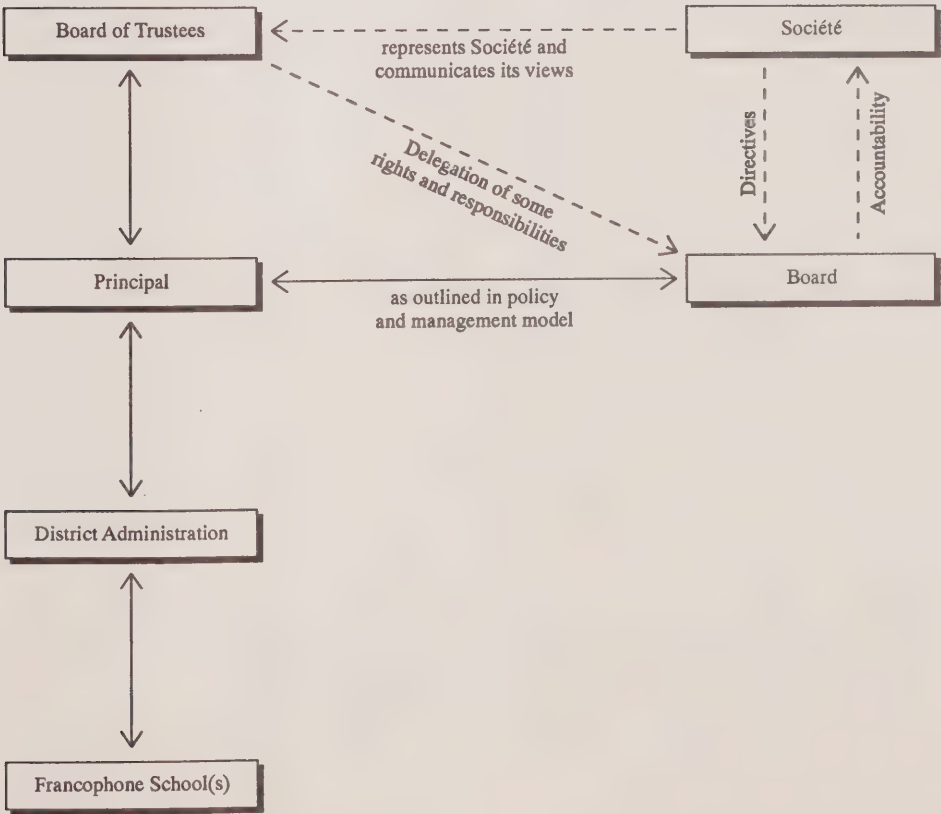 Board of Trustees
Société
represents Société and
communicates its views
Directives
Accountability
Delegation of some
rights and responsibilities
Principal
Board
as outlined in policy
and management model
District Administration
Francophone School(s)